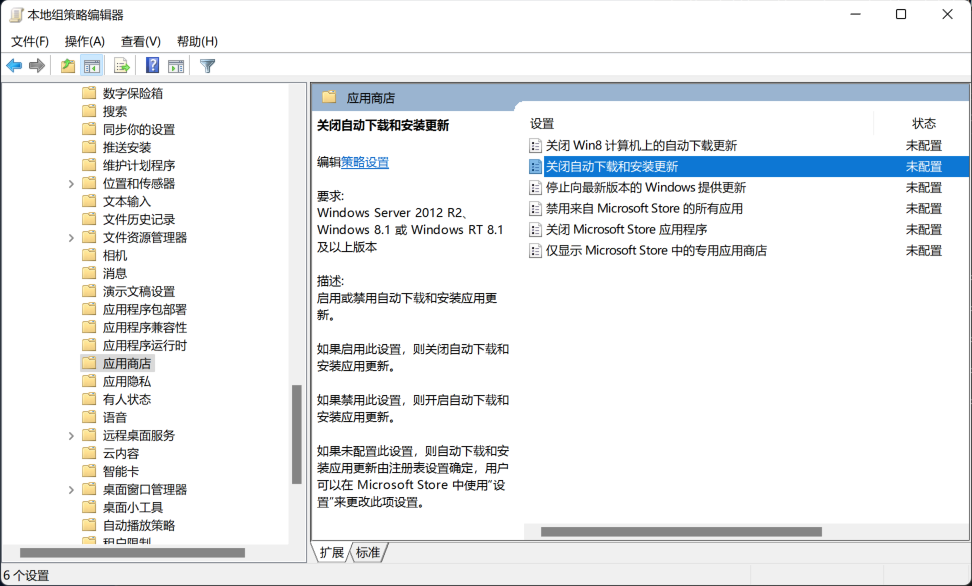 本地组策略编辑器
文件(F) 操作(A) 查看(V) 帮助(H)
数字保险箱
搜索
同步你的设置
推送安装
维护计划程序
位置和传感器
文本输入
文件历史记录
文件资源管理器
相机
消息
演示文稿设置
应用程序包部署
应用程序兼容性
应用程序运行时
应用商店
应用隐私
有人状态
语音
远程桌面服务
云内容
智能卡
桌面窗口管理器
桌面小工具
自动播放策略
租户限制
应用商店
关闭自动下载和安装更新
编辑策略设置
要求:
Windows Server 2012 R2、
Windows 8.1 或 Windows RT 8.1
及以上版本
描述:
启用或禁用自动下载和安装应用更
新。
如果启用此设置，则关闭自动下载和
安装应用更新。
如果禁用此设置，则开启自动下载和
安装应用更新。
如果未配置此设置，则自动下载和安
装应用更新由注册表设置确定，用户
可以在 Microsoft Store 中使用“设
置”来更改此项设置。
设置 状态
关闭 Win8 计算机上的自动下载更新 未配置
关闭自动下载和安装更新 未配置
停止向最新版本的 Windows 提供更新 未配置
禁用来自 Microsoft Store 的所有应用 未配置
关闭 Microsoft Store 应用程序 未配置
仅显示 Microsoft Store 中的专用应用商店 未配置
扩展 标准
6 个设置